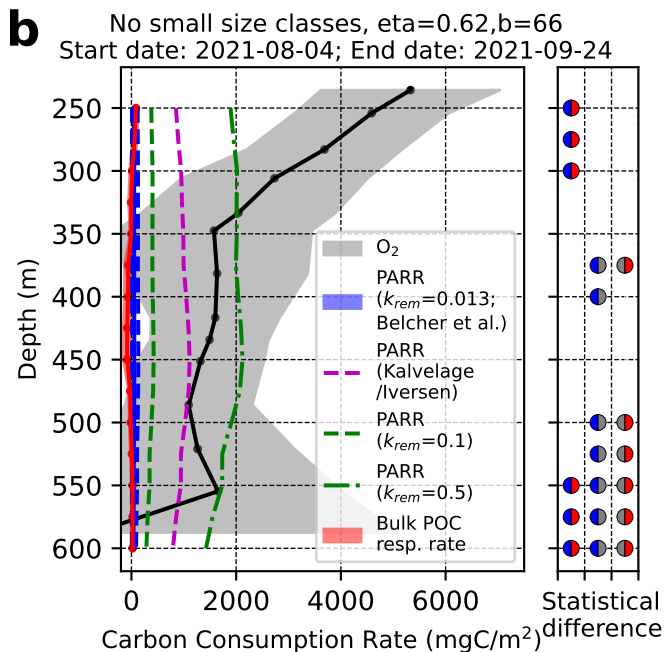 b
No small size classes, eta=0.62,b=66
Start date: 2021-08-04; End date: 2021-09-24
250
300
350
400
450
500
550
600
Depth (m)
O₂
PARR
(kᵣₑₘ=0.013;
Belcher et al.)
PARR
(Kalvelage
/Iversen)
PARR
(kᵣₑₘ=0.1)
PARR
(kᵣₑₘ=0.5)
Bulk POC
resp. rate
0 2000 4000 6000
Carbon Consumption Rate (mgC/m²)
Statistical
difference